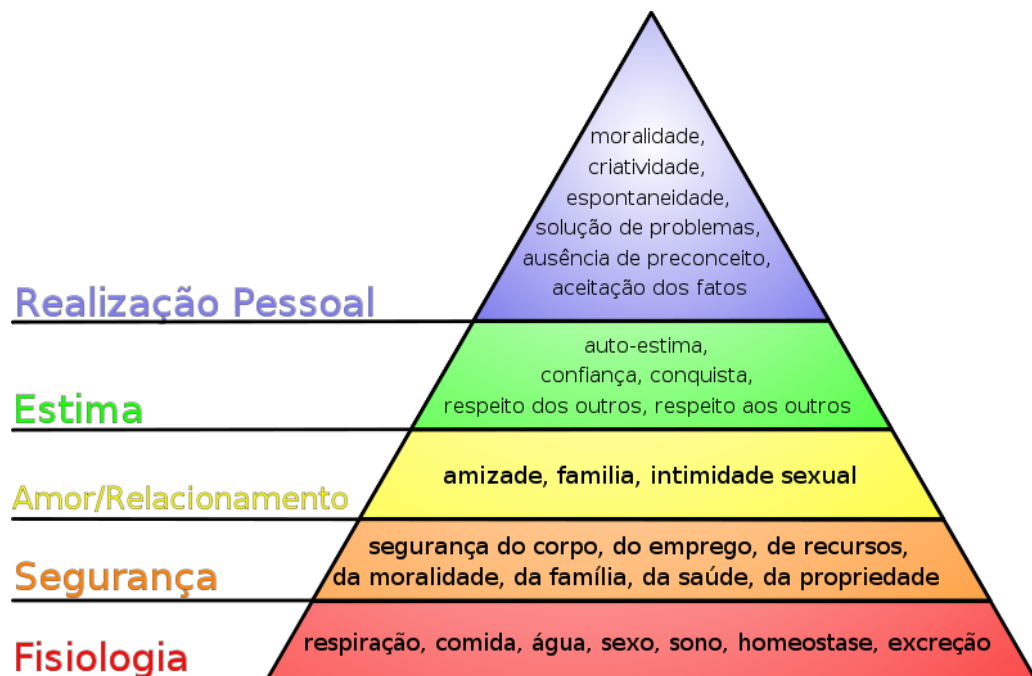 moralidade,
criatividade,
espontaneidade,
solução de problemas,
ausência de preconceito,
aceitação dos fatos
Realização Pessoal
auto-estima,
confiança, conquista,
respeito dos outros, respeito aos outros
Estima
amizade, familia, intimidade sexual
Amor/Relacionamento
segurança do corpo, do emprego, de recursos,
da moralidade, da família, da saúde, da propriedade
Segurança
respiração, comida, água, sexo, sono, homeostase, excreção
Fisiologia